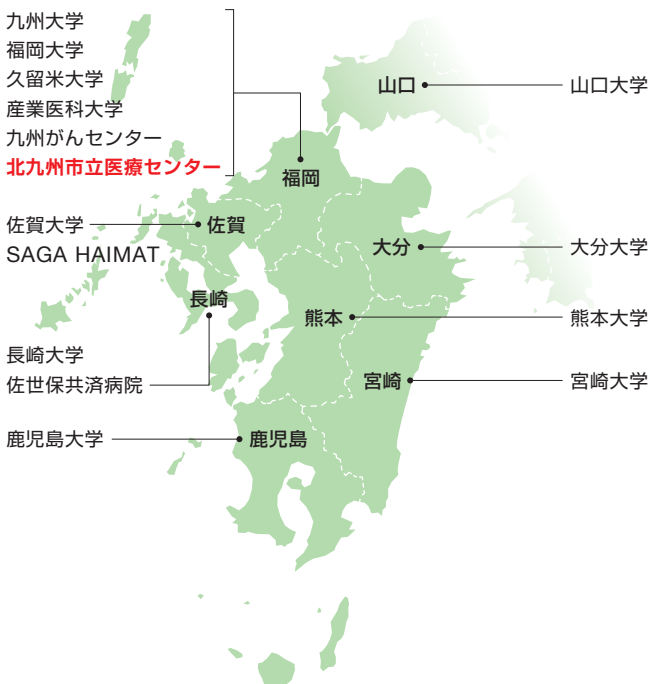 九州大学
福岡大学
久留米大学
産業医科大学
九州がんセンター
北九州市立医療センター
山口
山口大学
福岡
佐賀大学
SAGA HAIMAT
佐賀
大分
大分大学
長崎
熊本
熊本大学
長崎大学
佐世保共済病院
宮崎
宮崎大学
鹿児島大学
鹿児島